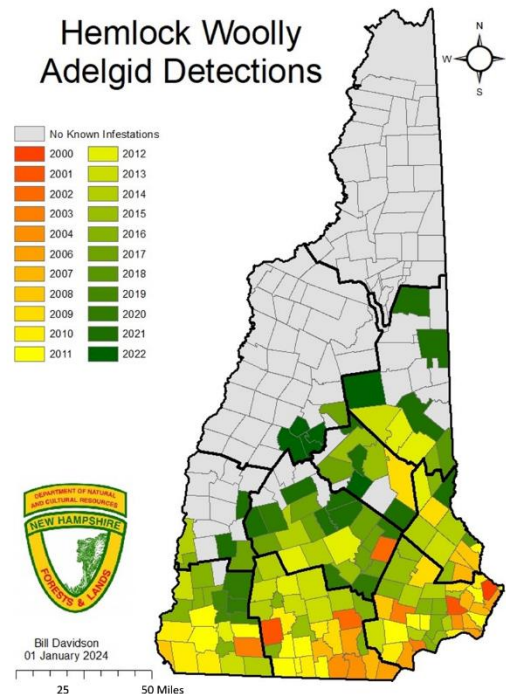 Hemlock Woolly
Adelgid Detections
N
W
E
S
No Known Infestations
2000
2001
2002
2003
2004
2006
2007
2008
2009
2010
2011
2012
2013
2014
2015
2016
2017
2018
2019
2020
2021
2022
DEPARTMENT OF NATURAL
AND CULTURAL RESOURCES
NEW HAMPSHIRE
FORESTS & LANDS
Bill Davidson
01 January 2024
25
50 Miles